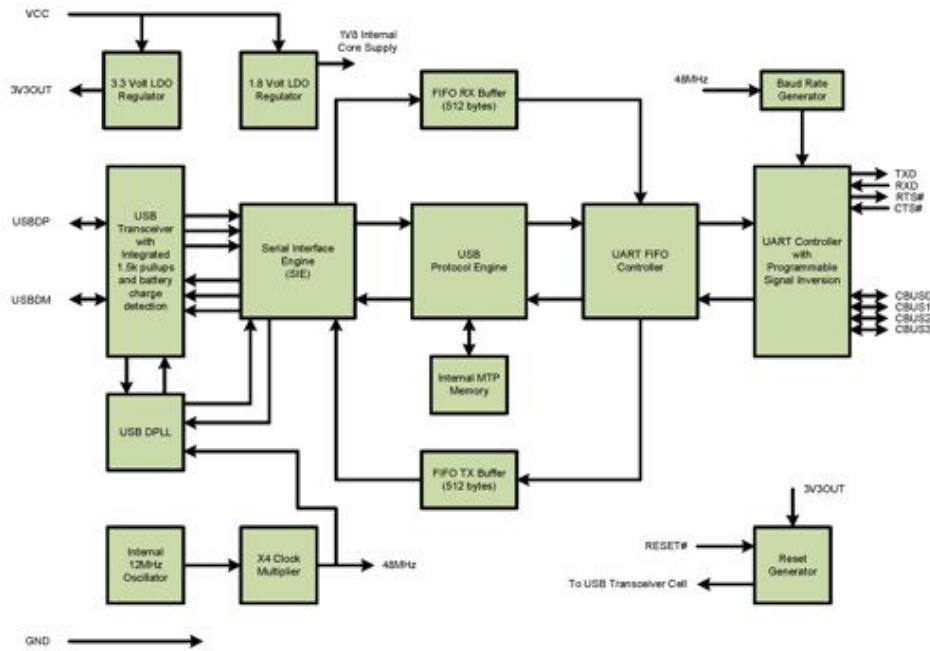 VCC
3.3 Volt LDO
Regulator
3V3OUT
1.8 Volt LDO
Regulator
1V8 Internal
Core Supply
FIFO RX Buffer
(512 bytes)
48MHz
Baud Rate
Generator
USBDP
USBDM
USB
Transceiver
with
Integrated
1.5k pullups
and battery
charge
detection
Serial Interface
Engine
(SIE)
USB
Protocol Engine
UART FIFO
Controller
UART Controller
with
Programmable
Signal Inversion
TXD
RXD
RTS#
CTS#
CBUS0
CBUS1
CBUS2
CBUS3
Internal MTP
Memory
USB DPLL
FIFO TX Buffer
(512 bytes)
Internal
12MHz
Oscillator
X4 Clock
Multiplier
48MHz
3V3OUT
RESET#
To USB Transceiver Cell
Reset
Generator
GND